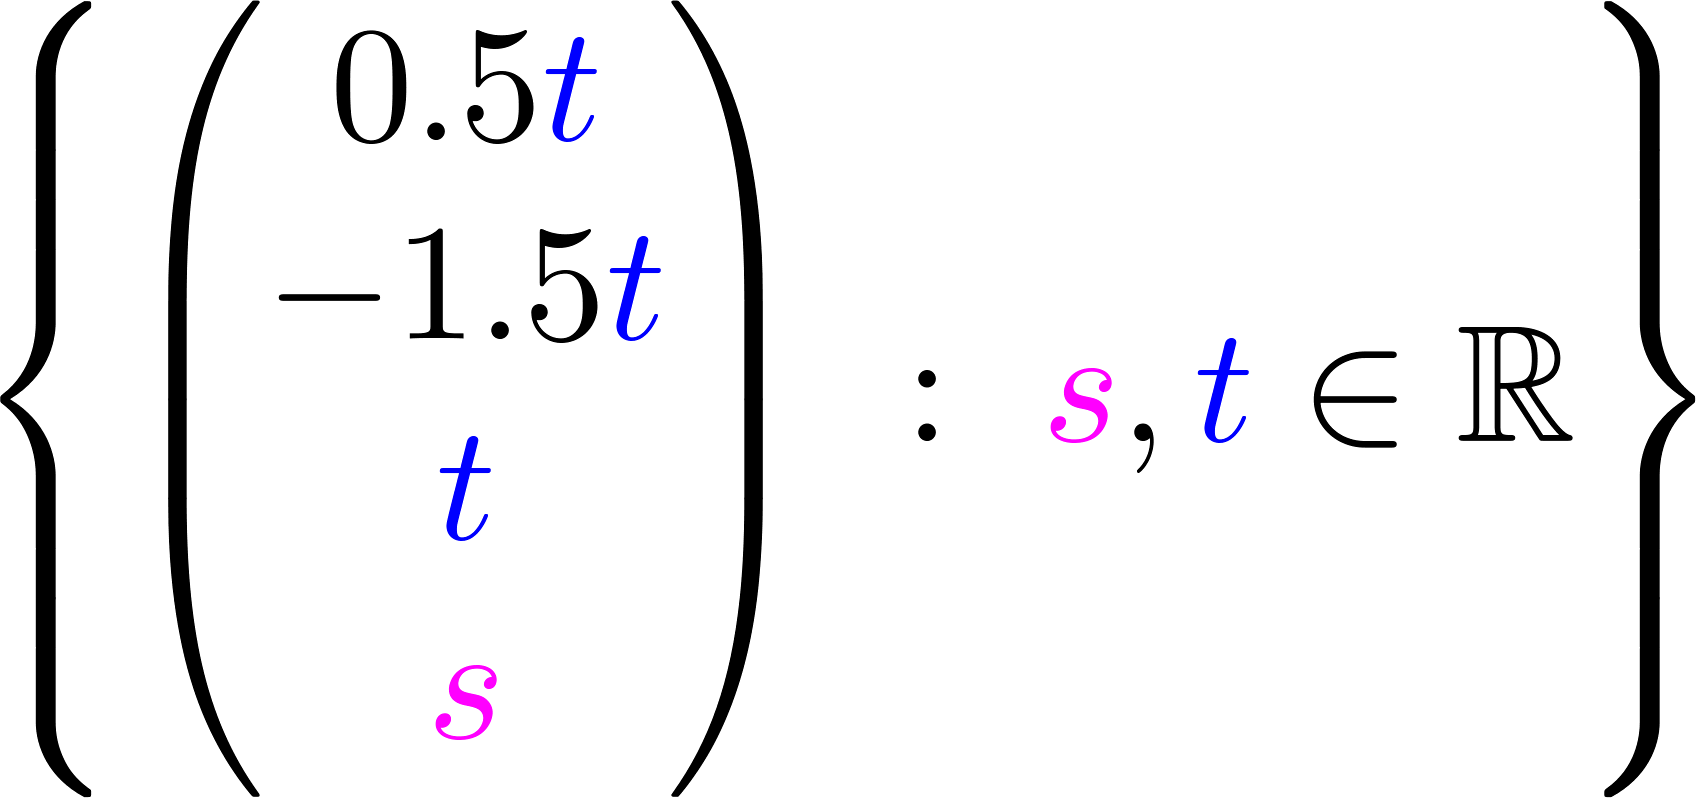 0.5t
−1.5t
t
s
: s, t ∈ ℝ